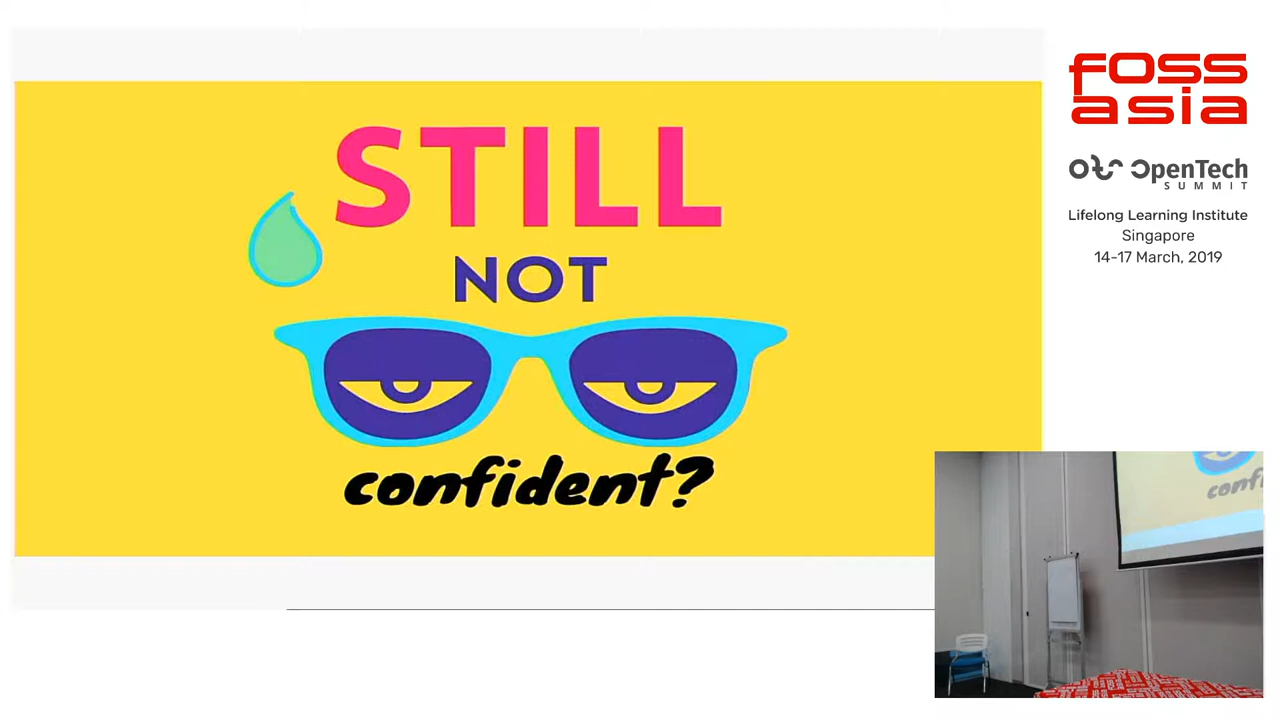 STILL
NOT
confident?
foss
asia
OpenTech
SUMMIT
Lifelong Learning Institute
Singapore
14-17 March, 2019
confi